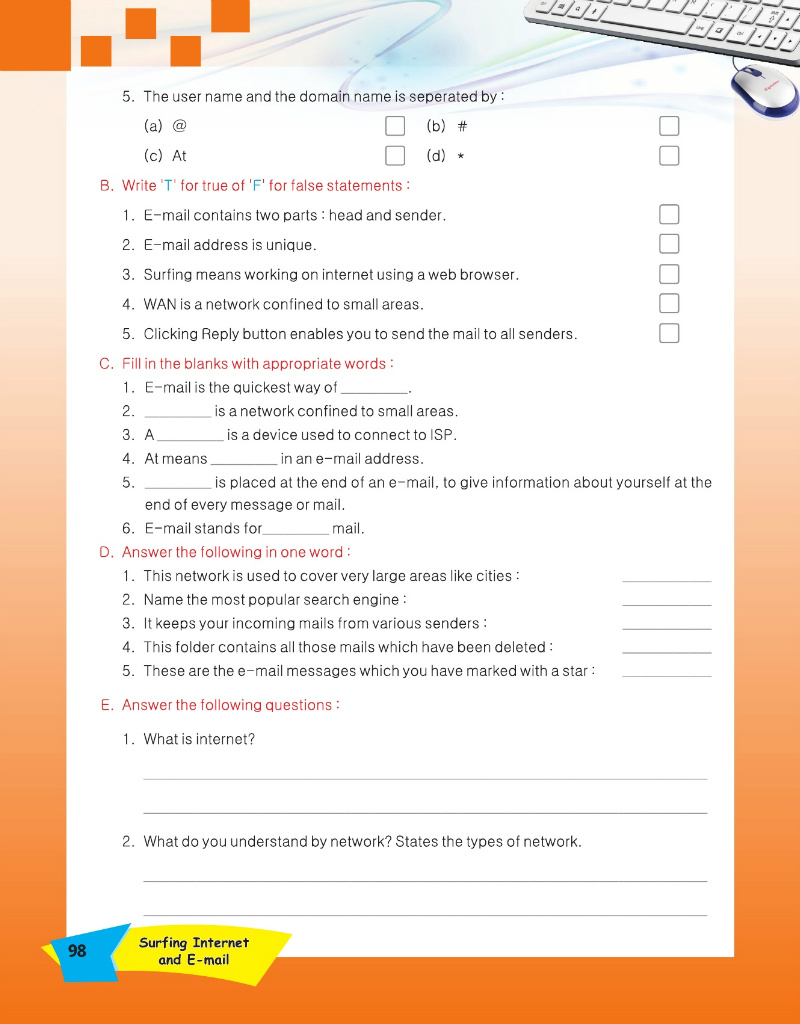 5. The user name and the domain name is seperated by :
(a) @ (b) #
(c) At (d) *
B. Write 'T' for true of 'F' for false statements :
1. E-mail contains two parts : head and sender.
2. E-mail address is unique.
3. Surfing means working on internet using a web browser.
4. WAN is a network confined to small areas.
5. Clicking Reply button enables you to send the mail to all senders.
C. Fill in the blanks with appropriate words :
1. E-mail is the quickest way of ________.
2. ________ is a network confined to small areas.
3. A ________ is a device used to connect to ISP.
4. At means ________ in an e-mail address.
5. ________ is placed at the end of an e-mail, to give information about yourself at the
end of every message or mail.
6. E-mail stands for ________ mail.
D. Answer the following in one word :
1. This network is used to cover very large areas like cities : ________
2. Name the most popular search engine : ________
3. It keeps your incoming mails from various senders : ________
4. This folder contains all those mails which have been deleted : ________
5. These are the e-mail messages which you have marked with a star : ________
E. Answer the following questions :
1. What is internet?
2. What do you understand by network? States the types of network.
98
Surfing Internet
and E-mail